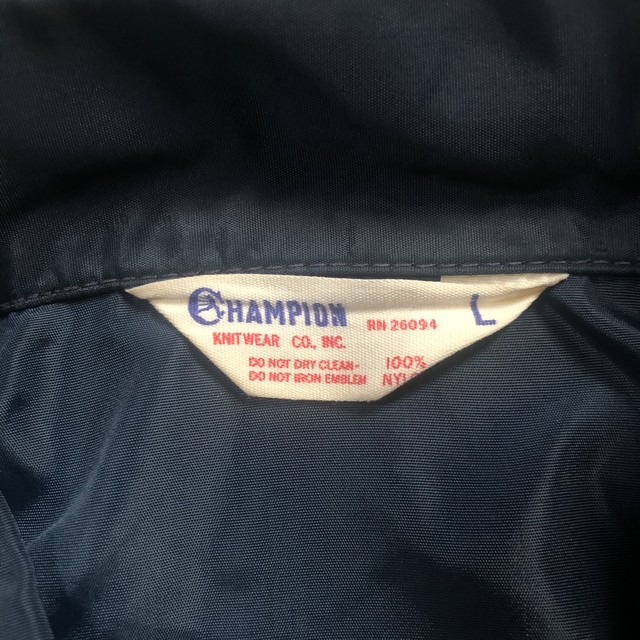 CHAMPION RN 26094 L
KNITWEAR CO., INC.
DO NOT DRY CLEAN- 100%
DO NOT IRON EMBLEM